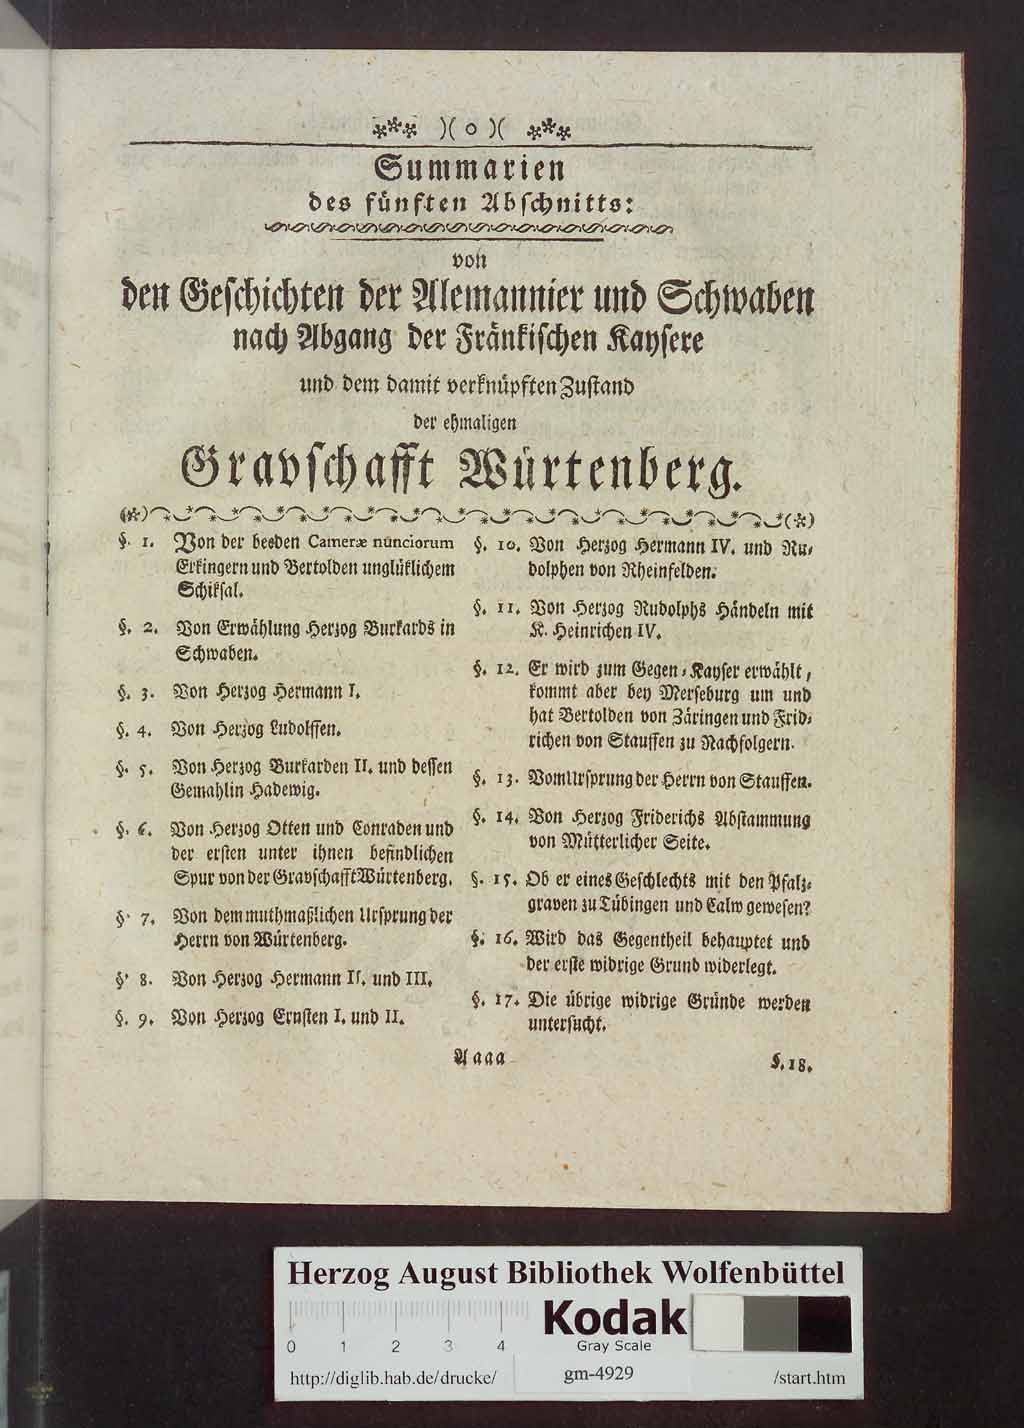 )( o )(
Summarien
des fünften Abschnitts:
von
den Geschichten der Alemannier und Schwaben
nach Abgang der Fränkischen Kaysere
und dem damit verknüpften Zustand
der ehmaligen
Gravschafft Würtenberg.
§. 1. Von der beeden Cameræ nunciorum
Erkingern und Bertolden unglüklichem
Schiksal.
§. 2. Von Erwählung Herzog Burkards in
Schwaben.
§. 3. Von Herzog Hermann I.
§. 4. Von Herzog Ludolffen.
§. 5. Von Herzog Burkarden II. und dessen
Gemahlin Hadewig.
§. 6. Von Herzog Otten und Conraden und
der ersten unter ihnen befindlichen
Spur von der Gravschafft Würtenberg.
§. 7. Von dem muthmaßlichen Ursprung der
Herrn von Würtenberg.
§. 8. Von Herzog Hermann II. und III.
§. 9. Von Herzog Ernsten I. und II.
§. 10. Von Herzog Hermann IV. und Ru-
dolphen von Rheinfelden.
§. 11. Von Herzog Rudolphs Händeln mit
K. Heinrichen IV.
§. 12. Er wird zum Gegen-Kayser erwählt,
kommt aber bey Merseburg um und
hat Bertolden von Zäringen und Frid-
richen von Stauffen zu Nachfolgern.
§. 13. Vom Ursprung der Herrn von Stauffen.
§. 14. Von Herzog Friderichs Abstammung
von Mütterlicher Seite.
§. 15. Ob er eines Geschlechts mit den Pfalz-
graven zu Tübingen und Calw gewesen?
§. 16. Wird das Gegentheil behauptet und
der erste widrige Grund widerlegt.
§. 17. Die übrige widrige Gründe werden
untersucht.
Aaaa
§. 18.
Herzog August Bibliothek Wolfenbüttel
0 1 2 3 4
Kodak
Gray Scale
http://diglib.hab.de/drucke/ gm-4929 /start.htm